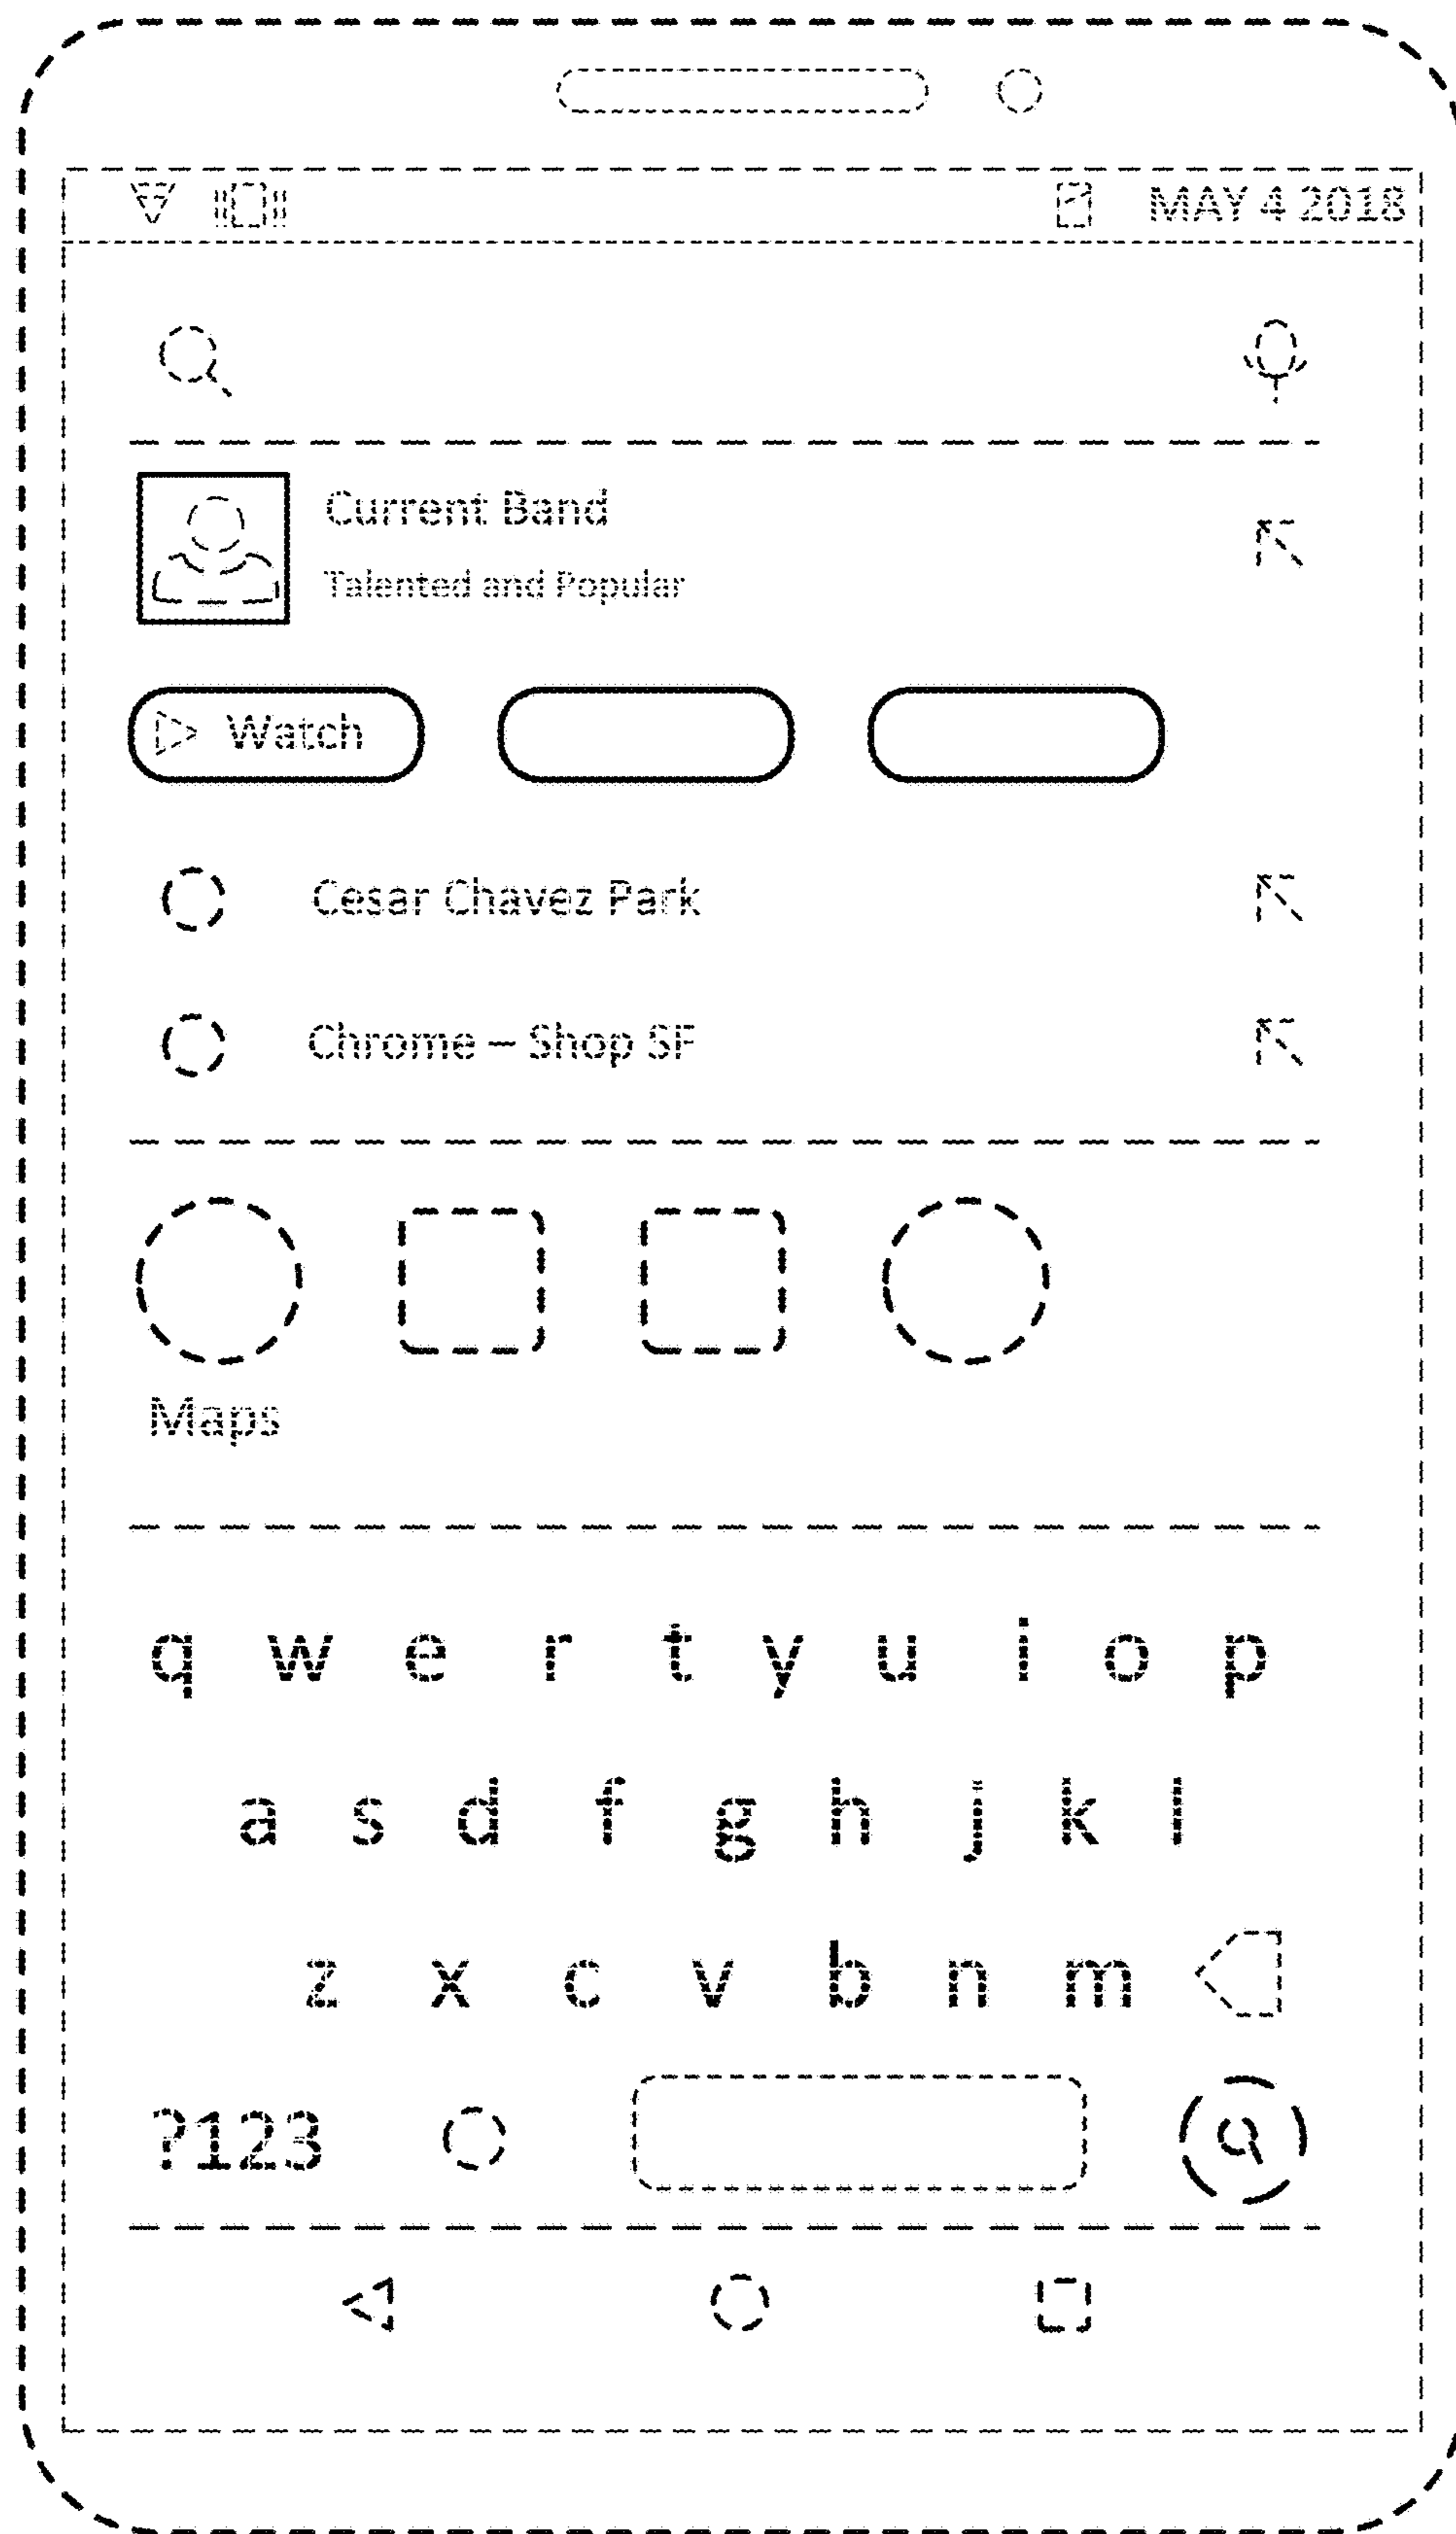 MAY 4 2018
Current Band
Talented and Popular
Watch
Cesar Chavez Park
Chrome – Shop SF
Maps
q w e r t y u i o p
a s d f g h j k l
z x c v b n m
?123